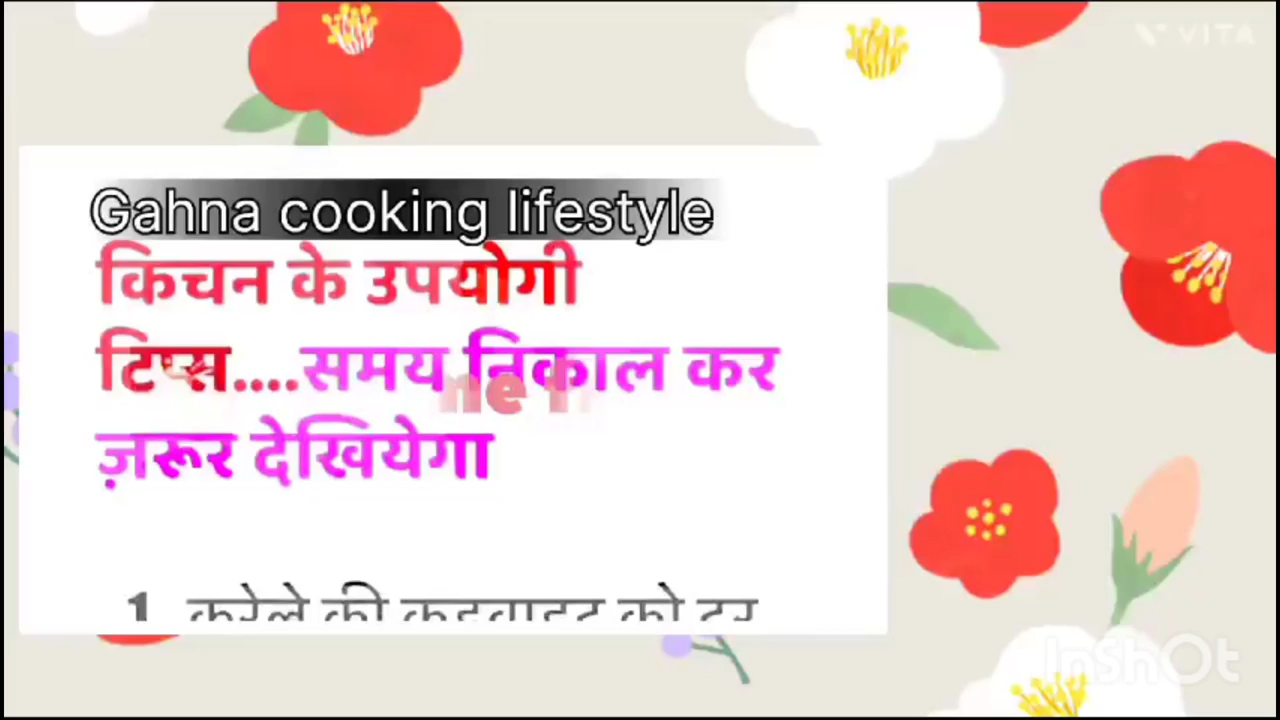 VITA
Gahna cooking lifestyle
किचन के उपयोगी
टिप्स....समय निकाल कर
ज़रूर देखियेगा
1 करेले की कड़वाहट को दूर
InShOt